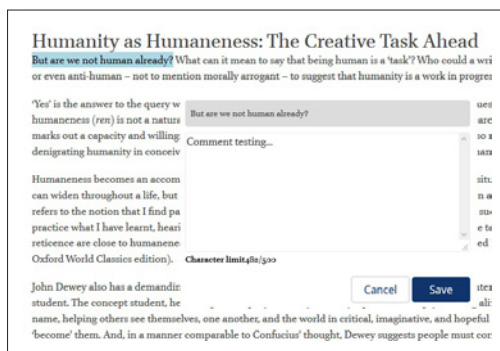 Humanity as Humaneness: The Creative Task Ahead
But are we not human already? What can it mean to say that being human is a 'task'? Who could a wri
or even anti-human – not to mention morally arrogant – to suggest that humanity is a work in progres
'Yes' is the answer to the query w
humaneness (ren) is not a nature
marks out a capacity and willing
denigrating humanity in conceiv
But are we not human already?
Comment testing...
Humaneness becomes an accom
can widen throughout a life, but
refers to the notion that I find pa
practice what I have learnt, heari
reticence are close to humanene
Oxford World Classics edition).
Character limit482/500
Cancel
Save
John Dewey also has a demandin
student. The concept student, he
name, helping others see themselves, one another, and the world in critical, imaginative, and hopeful
'become' them. And, in a manner comparable to Confucius' thought, Dewey suggests people must con